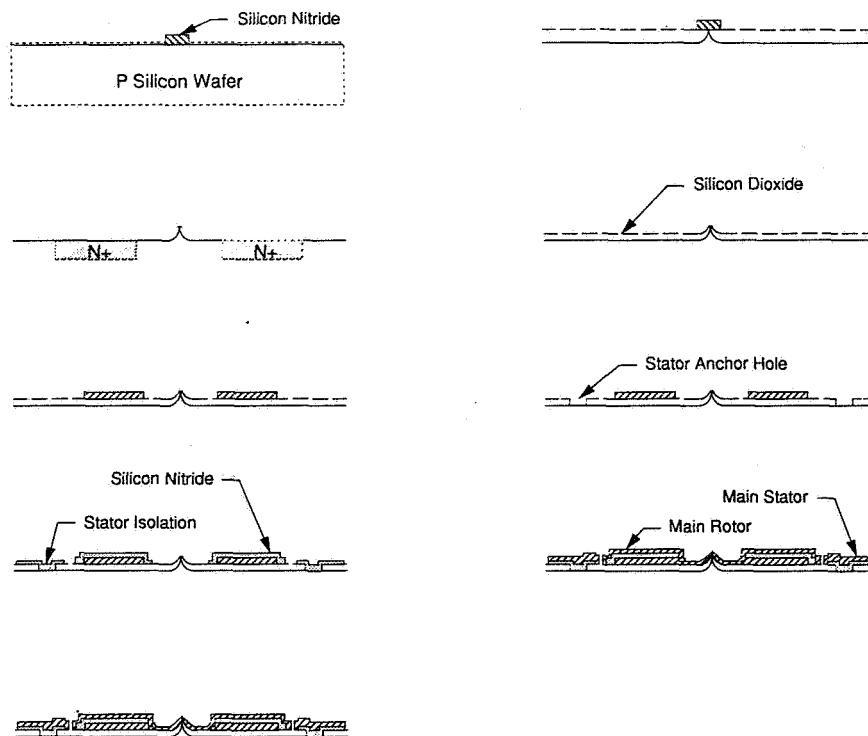 Silicon Nitride
P Silicon Wafer
Silicon Dioxide
N+
N+
Stator Anchor Hole
Silicon Nitride
Stator Isolation
Main Stator
Main Rotor